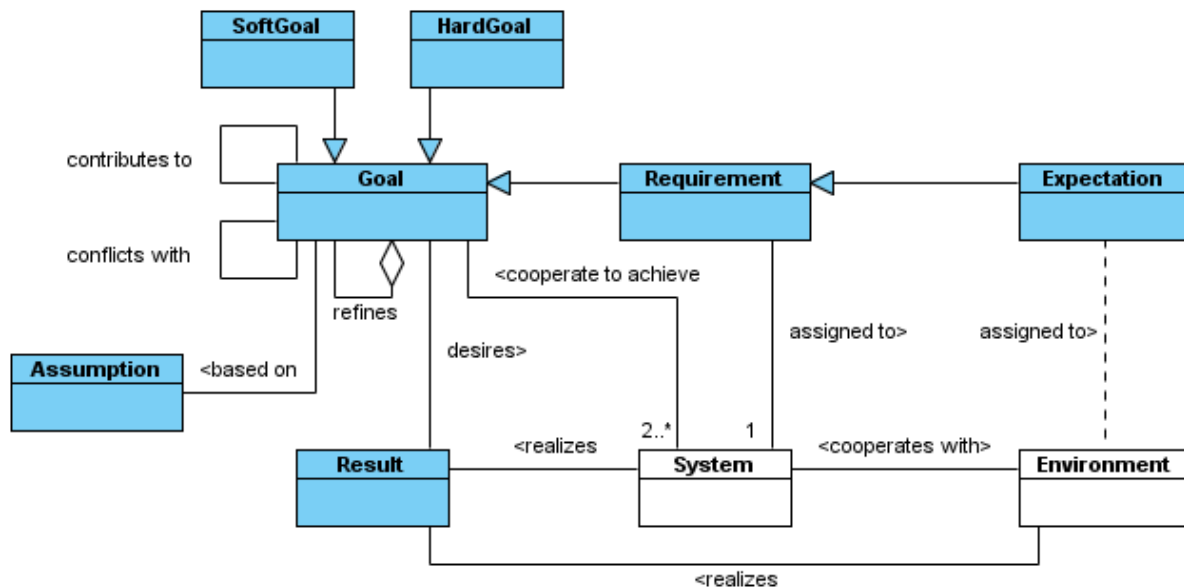 SoftGoal
HardGoal
contributes to
Goal
Requirement
Expectation
conflicts with
<cooperate to achieve
refines
assigned to>
assigned to>
desires>
Assumption
<based on
2..*
1
<realizes
<cooperates with>
Result
System
Environment
<realizes